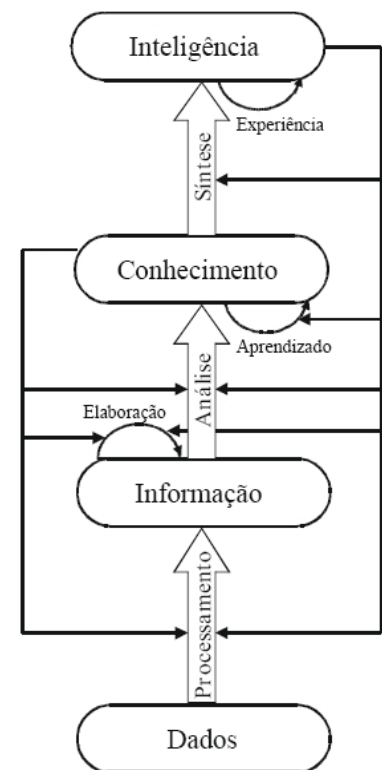 Inteligência
Experiência
Síntese
Conhecimento
Aprendizado
Análise
Elaboração
Informação
Processamento
Dados